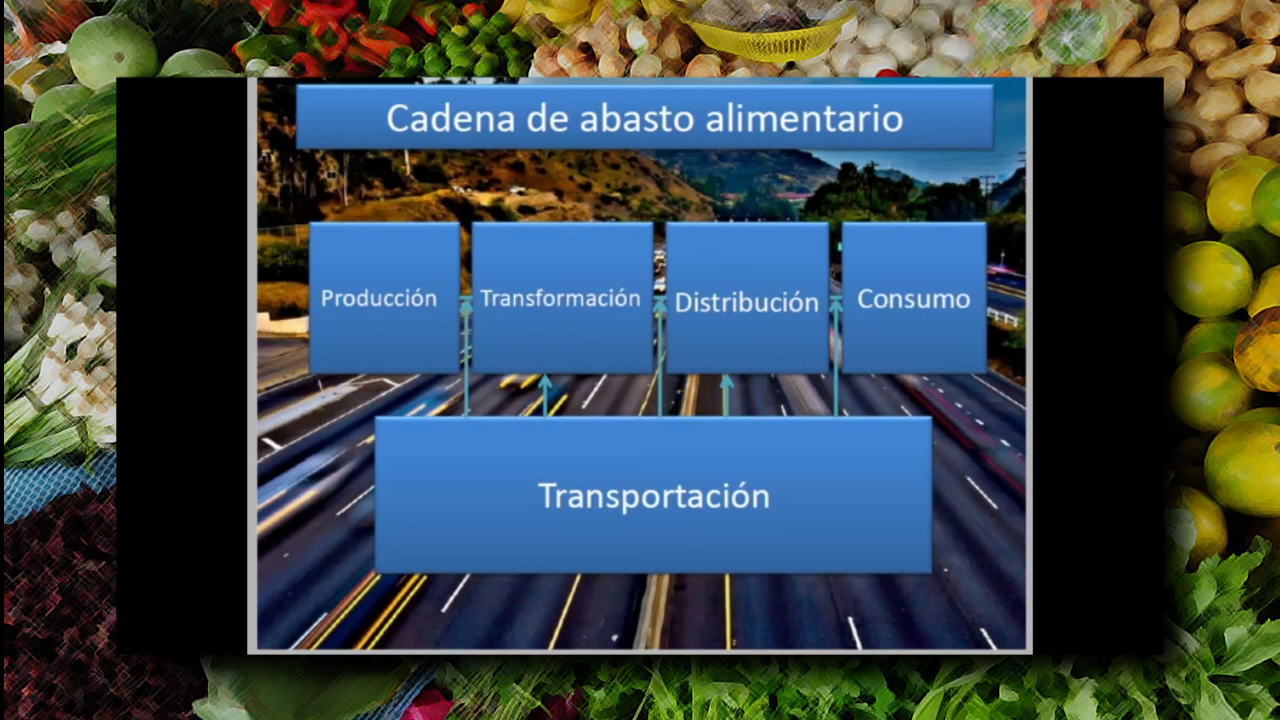 Cadena de abasto alimentario
Producción
Transformación
Distribución
Consumo
Transportación